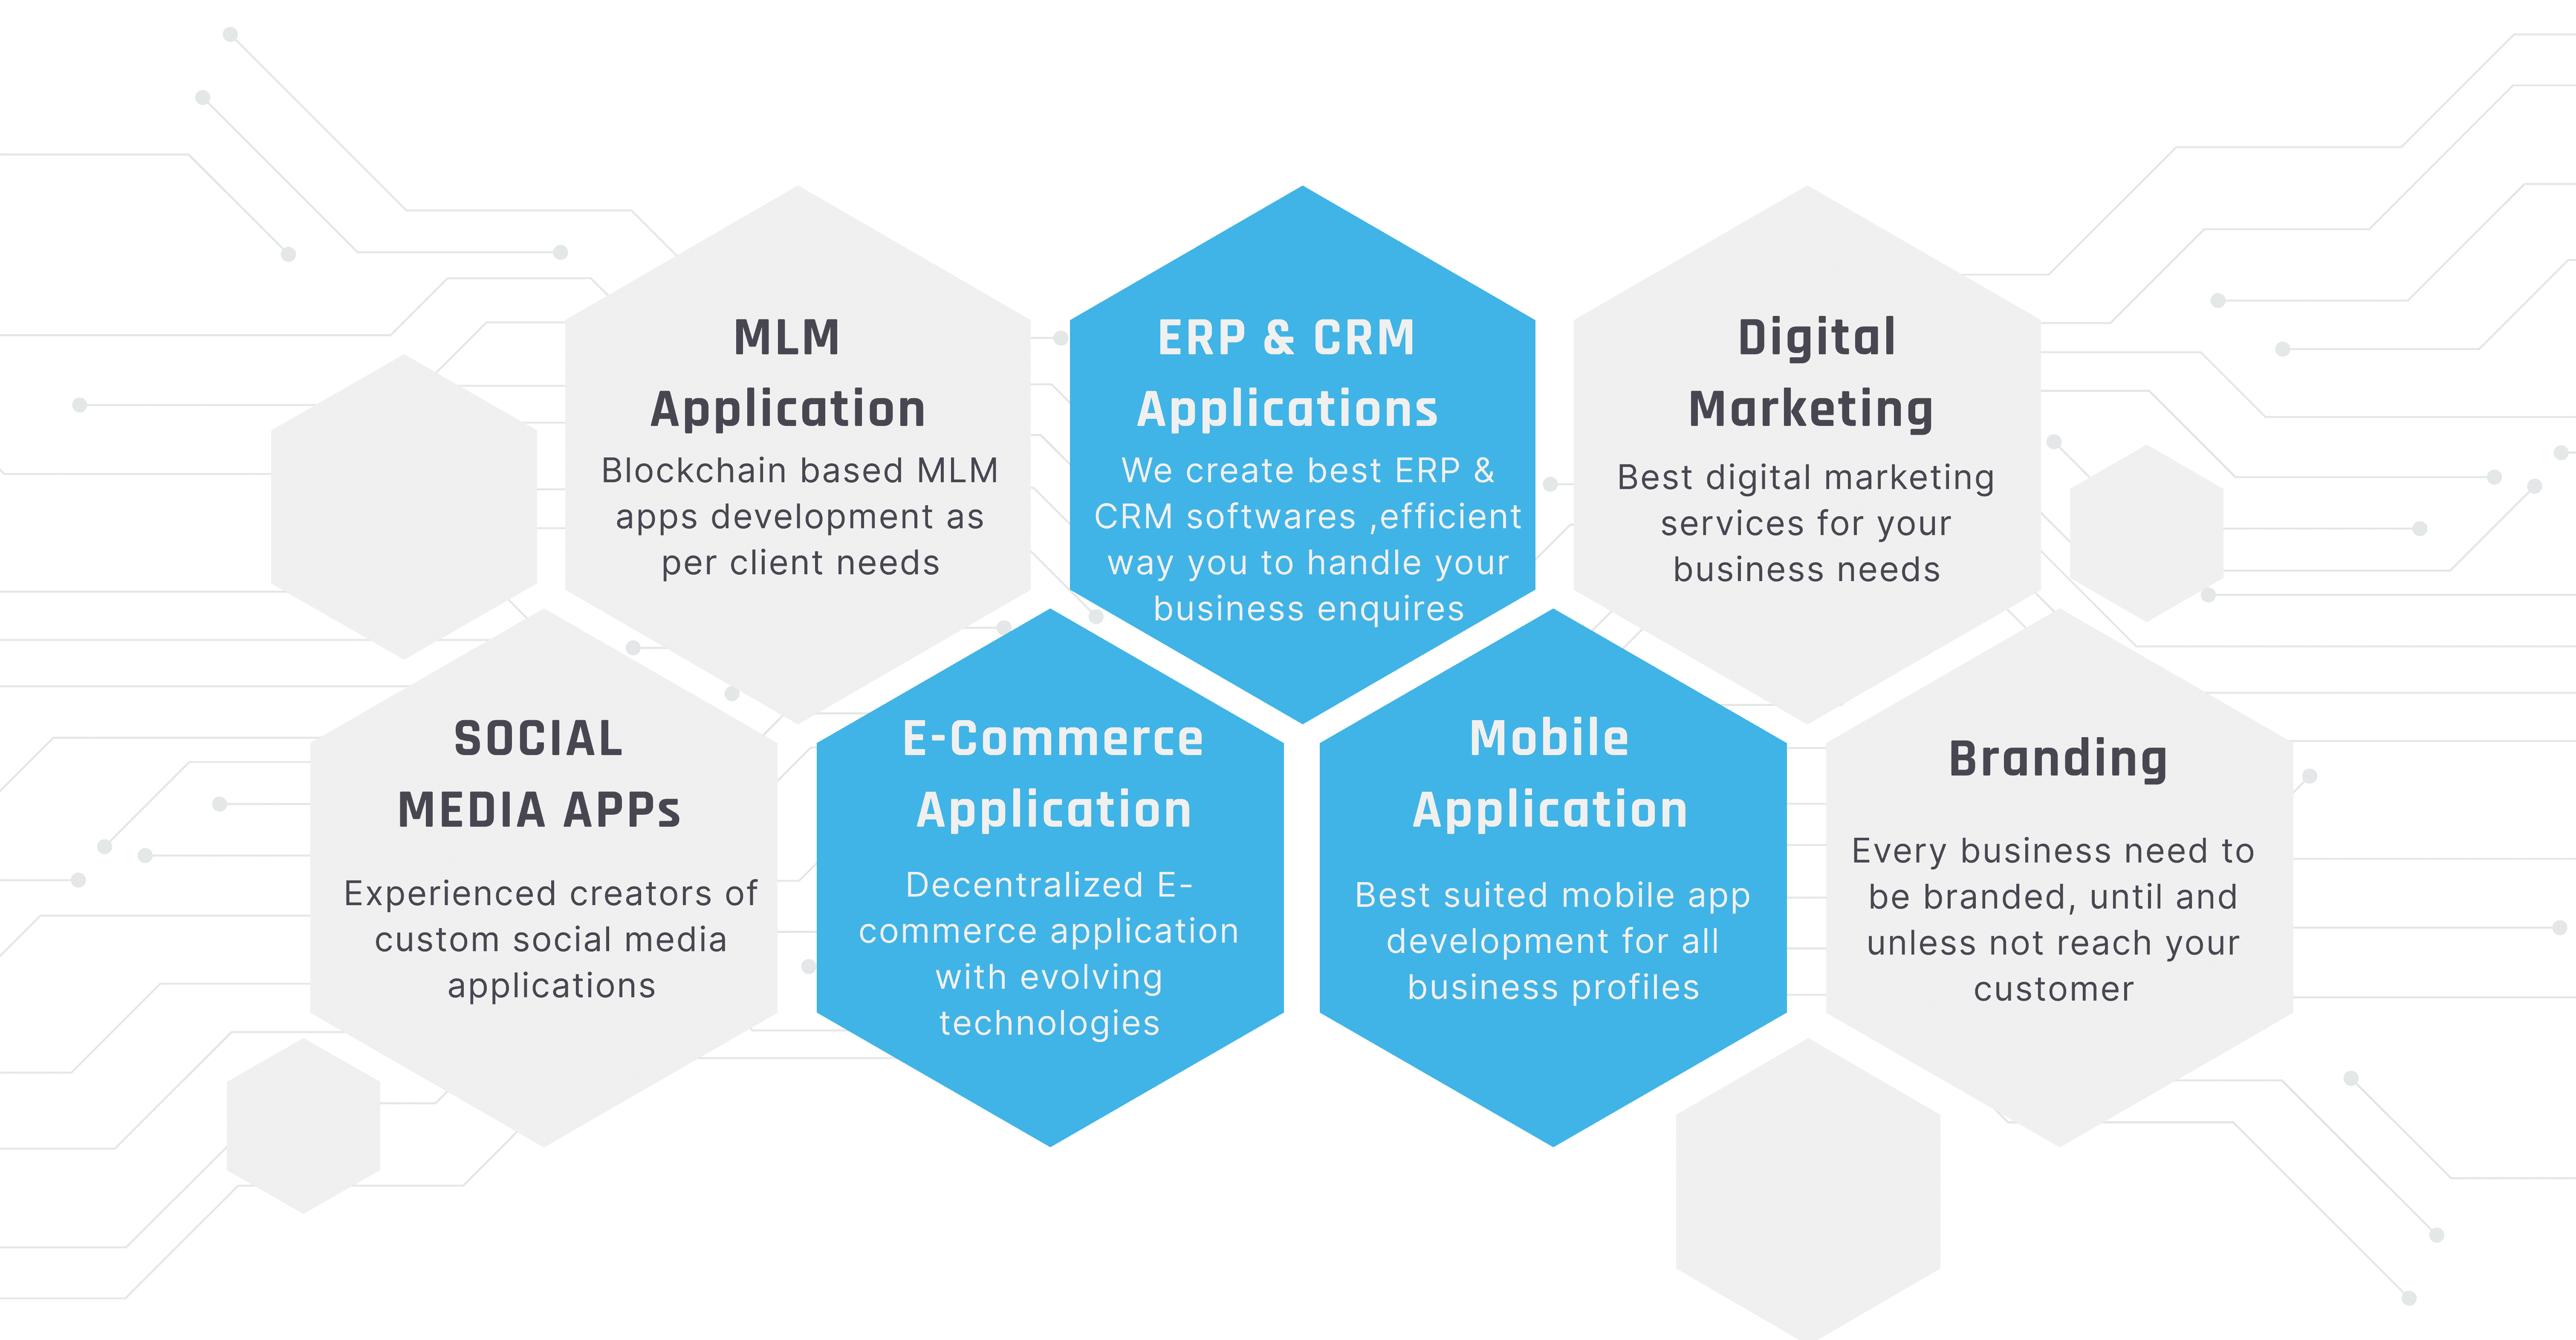 MLM
Application
Blockchain based MLM
apps development as
per client needs
ERP & CRM
Applications
We create best ERP &
CRM softwares ,efficient
way you to handle your
business enquires
Digital
Marketing
Best digital marketing
services for your
business needs
SOCIAL
MEDIA APPs
Experienced creators of
custom social media
applications
E-Commerce
Application
Decentralized E-
commerce application
with evolving
technologies
Mobile
Application
Best suited mobile app
development for all
business profiles
Branding
Every business need to
be branded, until and
unless not reach your
customer